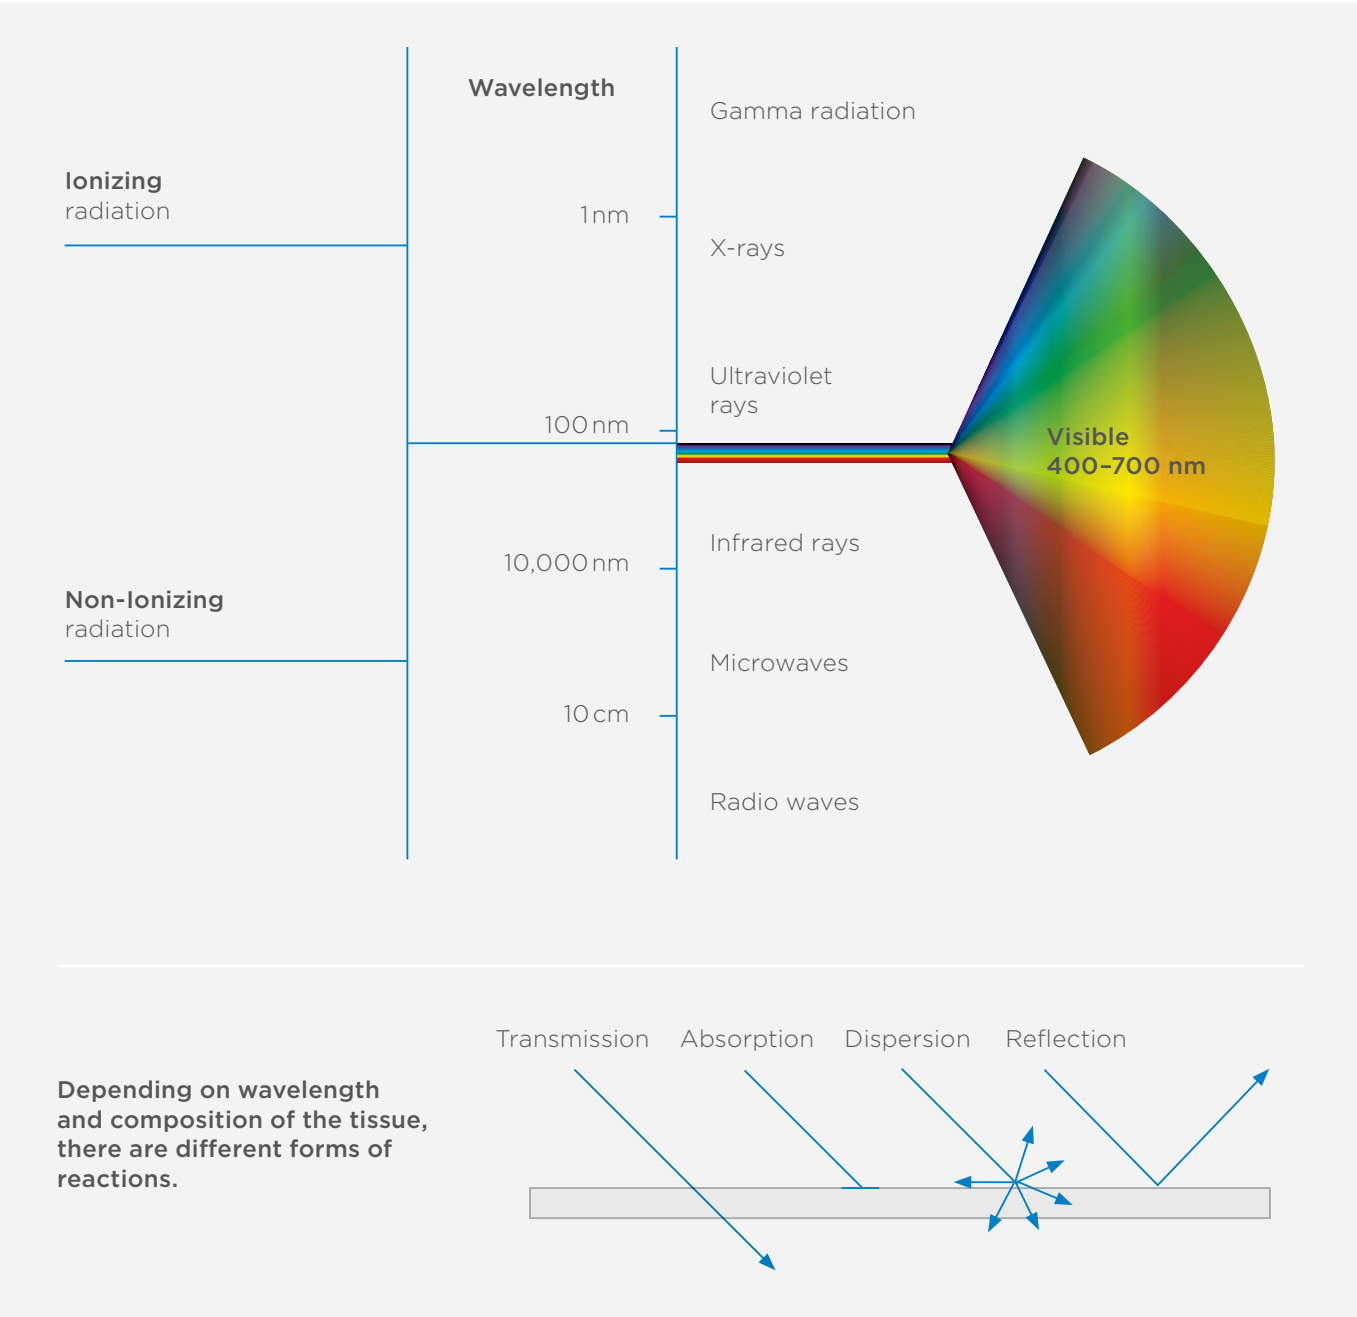 Wavelength
Gamma radiation
Ionizing
radiation
1 nm
X-rays
Ultraviolet
rays
100 nm
Visible
400–700 nm
Infrared rays
10,000 nm
Non-Ionizing
radiation
Microwaves
10 cm
Radio waves
Transmission
Absorption
Dispersion
Reflection
Depending on wavelength
and composition of the tissue,
there are different forms of
reactions.